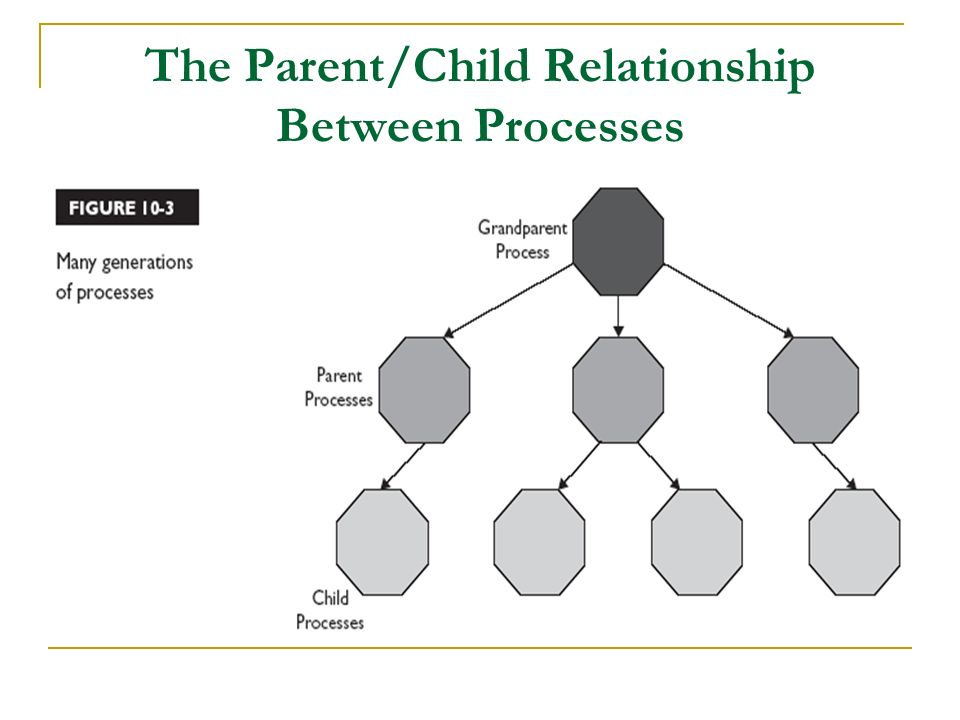 The Parent/Child Relationship
Between Processes
FIGURE 10-3
Many generations
of processes
Grandparent
Process
Parent
Processes
Child
Processes